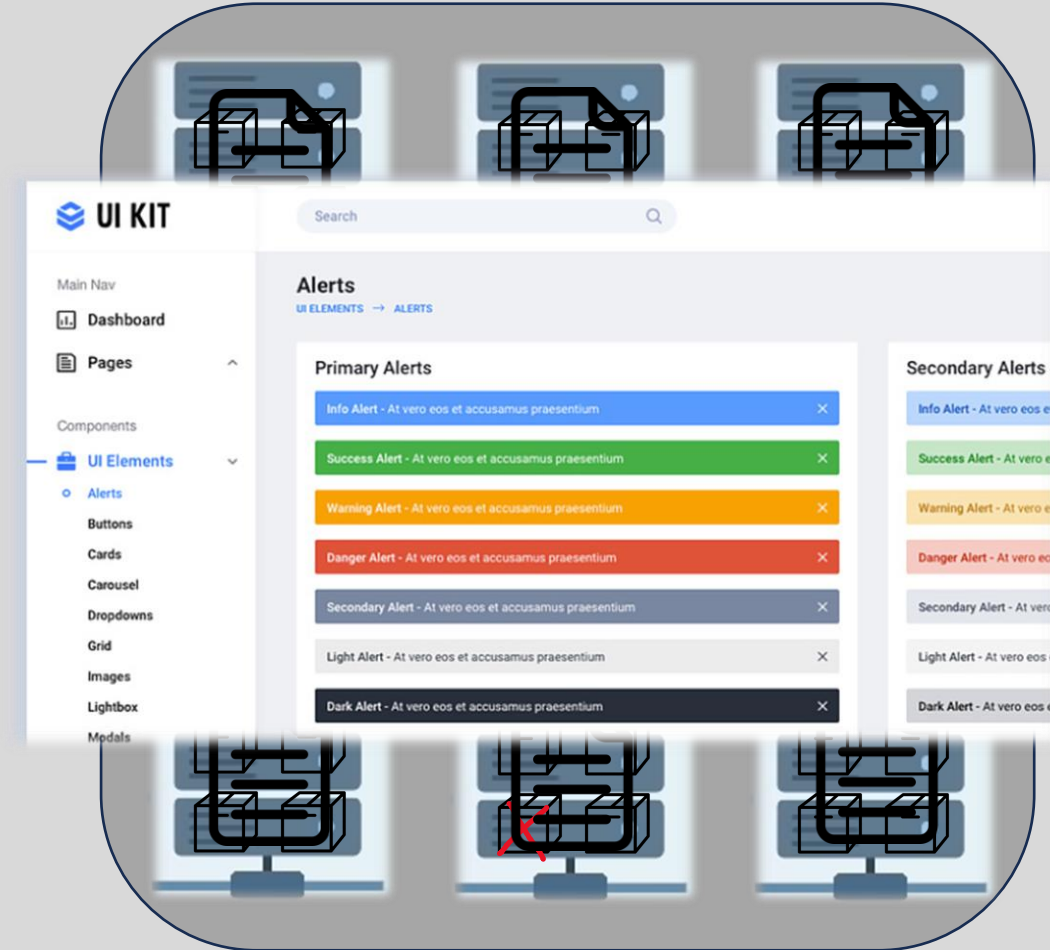 UI KIT
Search
Main Nav
Dashboard
Pages
Components
UI Elements
Alerts
Buttons
Cards
Carousel
Dropdowns
Grid
Images
Lightbox
Modals
Alerts
UI ELEMENTS → ALERTS
Primary Alerts
Info Alert - At vero eos et accusamus praesentium
Success Alert - At vero eos et accusamus praesentium
Warning Alert - At vero eos et accusamus praesentium
Danger Alert - At vero eos et accusamus praesentium
Secondary Alert - At vero eos et accusamus praesentium
Light Alert - At vero eos et accusamus praesentium
Dark Alert - At vero eos et accusamus praesentium
Secondary Alerts
Info Alert - At vero eos
Success Alert - At vero
Warning Alert - At vero
Danger Alert - At vero
Secondary Alert - At
Light Alert - At vero eos
Dark Alert - At vero eos